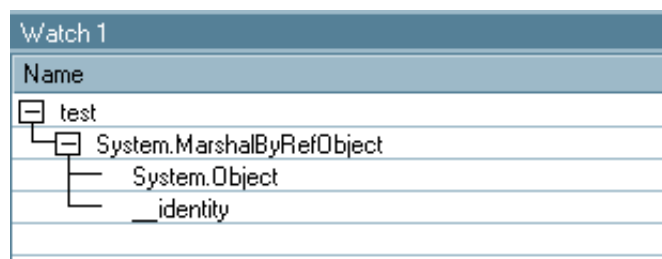 Watch 1
Name
test
System.MarshalByRefObject
System.Object
__identity